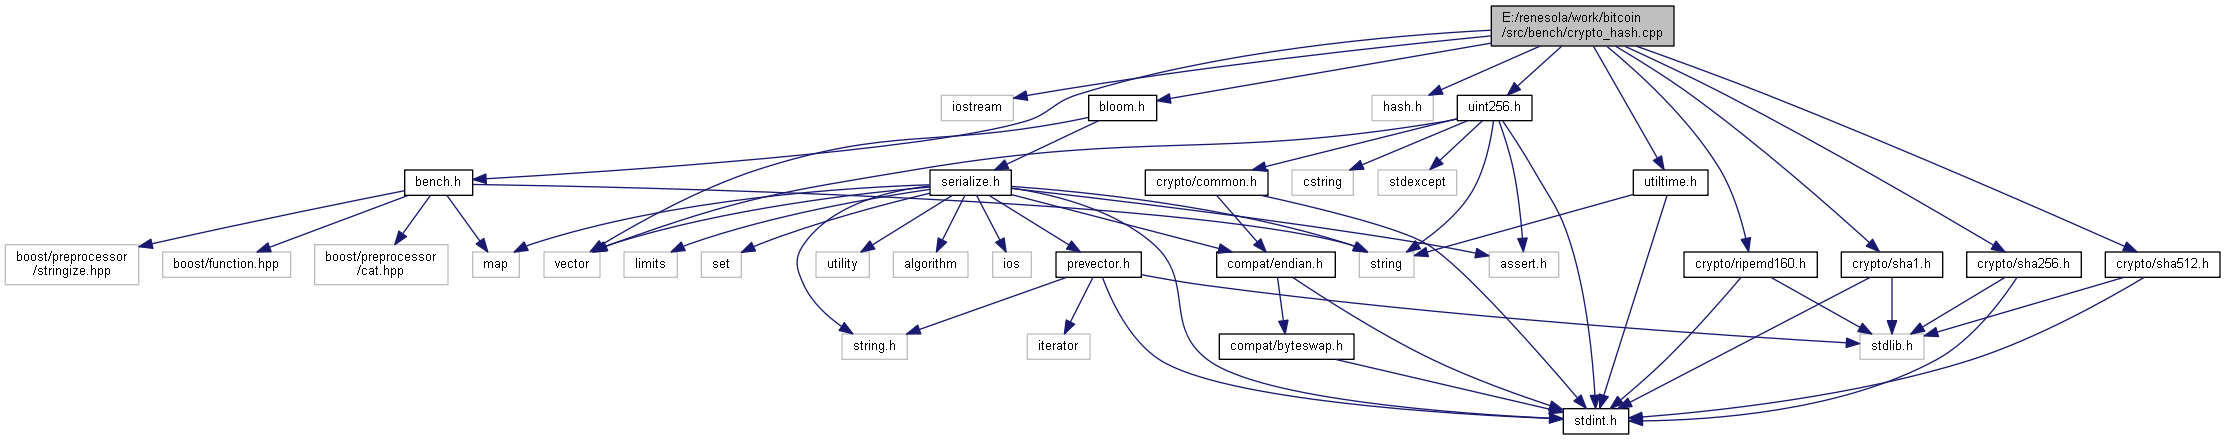 E:/renesola/work/bitcoin
/src/bench/crypto_hash.cpp
iostream
bloom.h
hash.h
uint256.h
bench.h
serialize.h
crypto/common.h
cstring
stdexcept
utiltime.h
boost/preprocessor
/stringize.hpp
boost/function.hpp
boost/preprocessor
/cat.hpp
map
vector
limits
set
utility
algorithm
ios
prevector.h
compat/endian.h
string
assert.h
crypto/ripemd160.h
crypto/sha1.h
crypto/sha256.h
crypto/sha512.h
string.h
iterator
compat/byteswap.h
stdlib.h
stdint.h